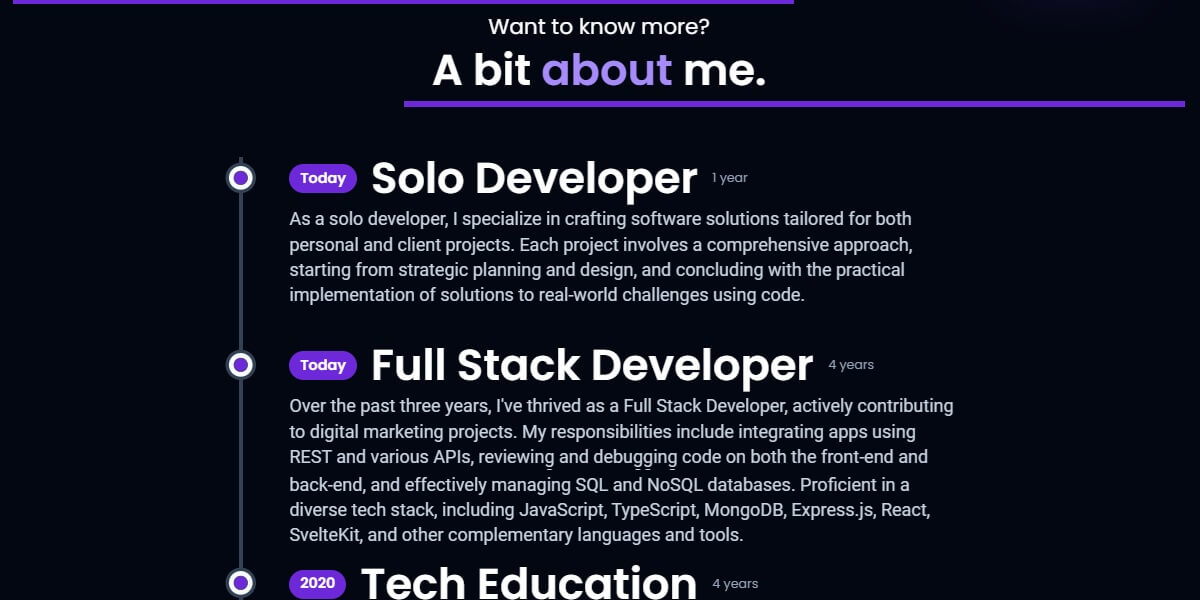 Want to know more?
A bit about me.
Today Solo Developer 1 year
As a solo developer, I specialize in crafting software solutions tailored for both
personal and client projects. Each project involves a comprehensive approach,
starting from strategic planning and design, and concluding with the practical
implementation of solutions to real-world challenges using code.
Today Full Stack Developer 4 years
Over the past three years, I've thrived as a Full Stack Developer, actively contributing
to digital marketing projects. My responsibilities include integrating apps using
REST and various APIs, reviewing and debugging code on both the front-end and
back-end, and effectively managing SQL and NoSQL databases. Proficient in a
diverse tech stack, including JavaScript, TypeScript, MongoDB, Express.js, React,
SvelteKit, and other complementary languages and tools.
2020 Tech Education 4 years